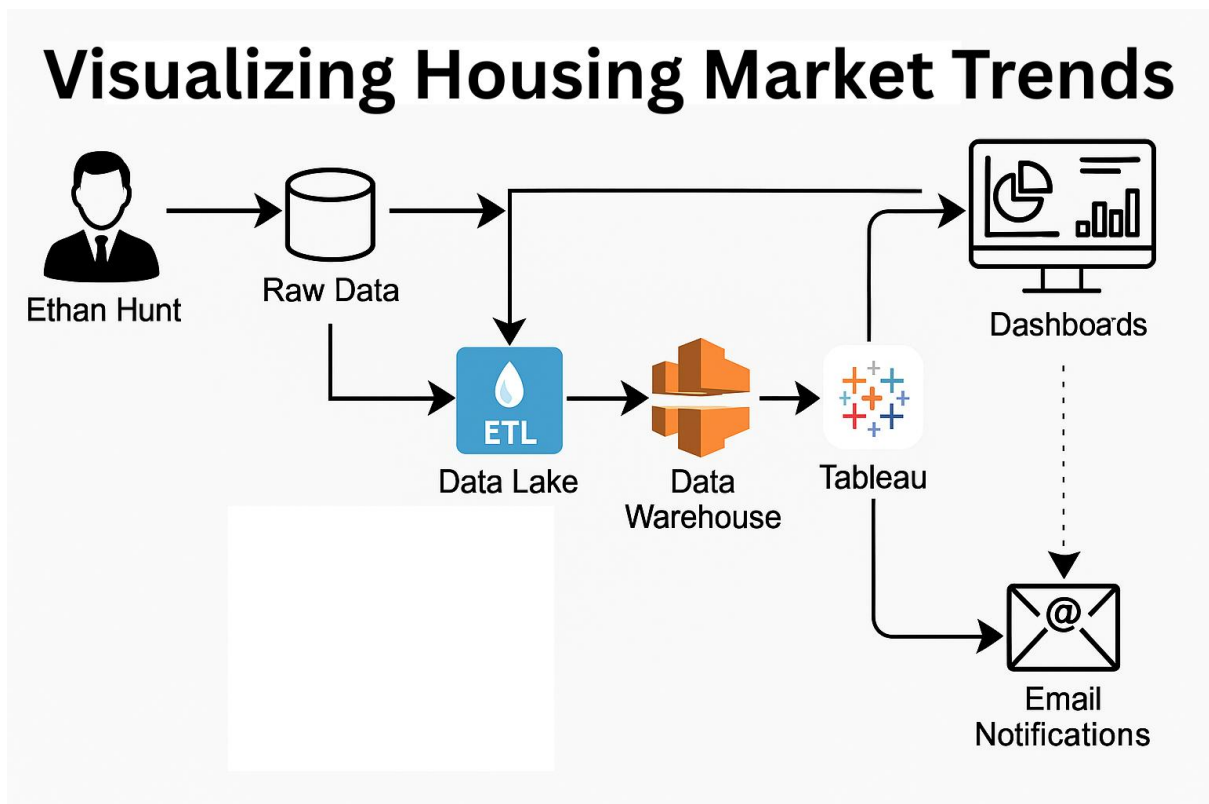 Visualizing Housing Market Trends
Ethan Hunt
Raw Data
Dashboards
ETL
Data Lake
Data
Warehouse
Tableau
@
Email
Notifications